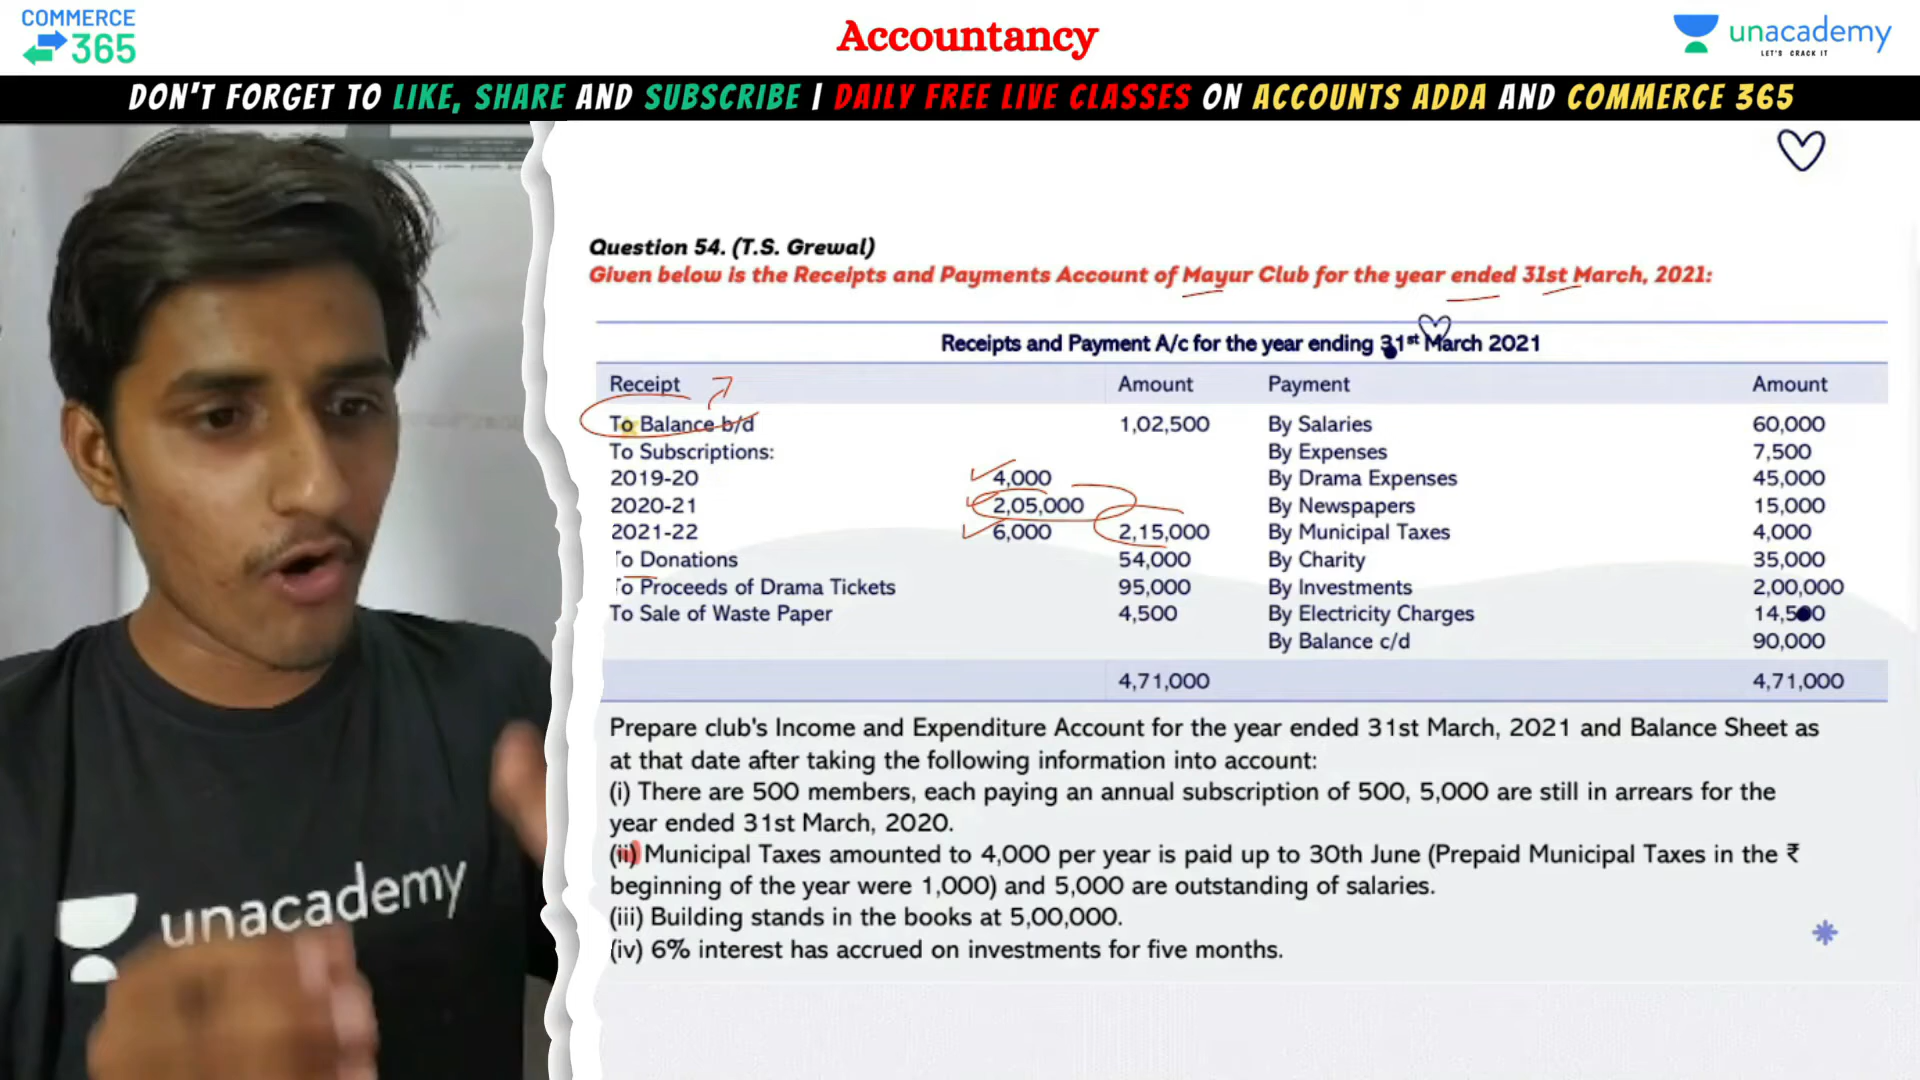 COMMERCE
365
Accountancy
unacademy
LET'S CRACK IT
DON'T FORGET TO LIKE, SHARE AND SUBSCRIBE | DAILY FREE LIVE CLASSES ON ACCOUNTS ADDA AND COMMERCE 365
Question 54. (T.S. Grewal)
Given below is the Receipts and Payments Account of Mayur Club for the year ended 31st March, 2021:
Receipts and Payment A/c for the year ending 31st March 2021
Receipt Amount Payment Amount
To Balance b/d 1,02,500 By Salaries 60,000
To Subscriptions: By Expenses 7,500
2019-20 4,000 By Drama Expenses 45,000
2020-21 2,05,000 By Newspapers 15,000
2021-22 6,000 2,15,000 By Municipal Taxes 4,000
To Donations 54,000 By Charity 35,000
To Proceeds of Drama Tickets 95,000 By Investments 2,00,000
To Sale of Waste Paper 4,500 By Electricity Charges 14,500
By Balance c/d 90,000
4,71,000 4,71,000
Prepare club's Income and Expenditure Account for the year ended 31st March, 2021 and Balance Sheet as
at that date after taking the following information into account:
(i) There are 500 members, each paying an annual subscription of 500, 5,000 are still in arrears for the
year ended 31st March, 2020.
(ii) Municipal Taxes amounted to 4,000 per year is paid up to 30th June (Prepaid Municipal Taxes in the ₹
beginning of the year were 1,000) and 5,000 are outstanding of salaries.
(iii) Building stands in the books at 5,00,000.
(iv) 6% interest has accrued on investments for five months.
unacademy